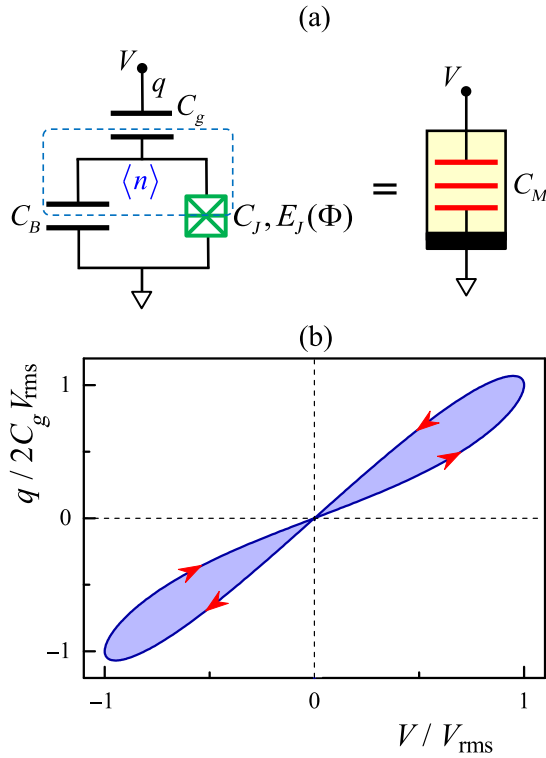 (a)
V
q
C_g
⟨n⟩
C_B
C_J, E_J(Φ)
=
V
C_M
(b)
q / 2C_g V_rms
1
0
−1
−1
0
1
V / V_rms